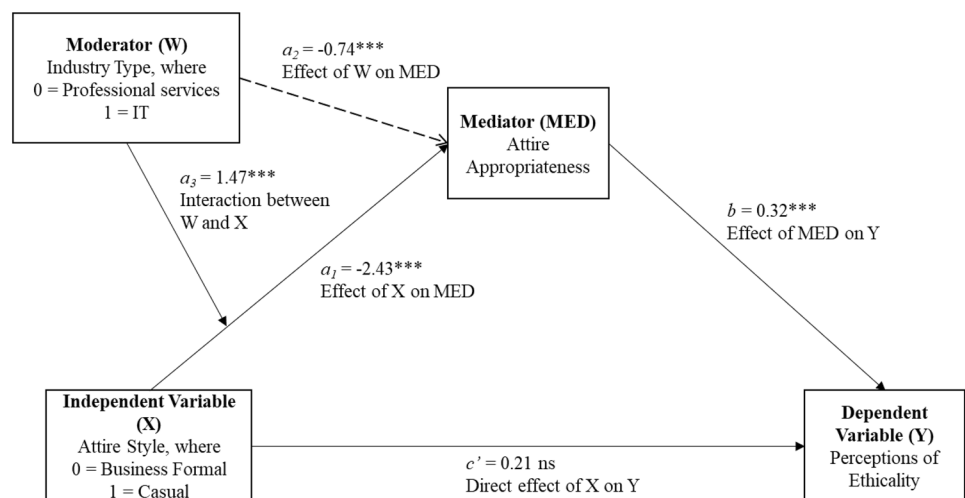 Moderator (W)
Industry Type, where
0 = Professional services
1 = IT
a2 = -0.74***
Effect of W on MED
Mediator (MED)
Attire
Appropriateness
a3 = 1.47***
Interaction between
W and X
a1 = -2.43***
Effect of X on MED
b = 0.32***
Effect of MED on Y
Independent Variable
(X)
Attire Style, where
0 = Business Formal
1 = Casual
c' = 0.21 ns
Direct effect of X on Y
Dependent
Variable (Y)
Perceptions of
Ethicality